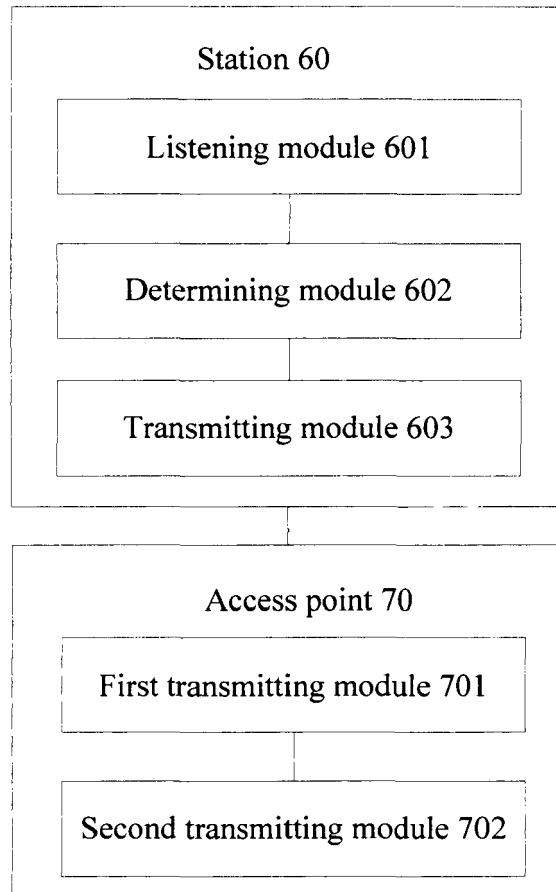 Station 60
Listening module 601
Determining module 602
Transmitting module 603
Access point 70
First transmitting module 701
Second transmitting module 702